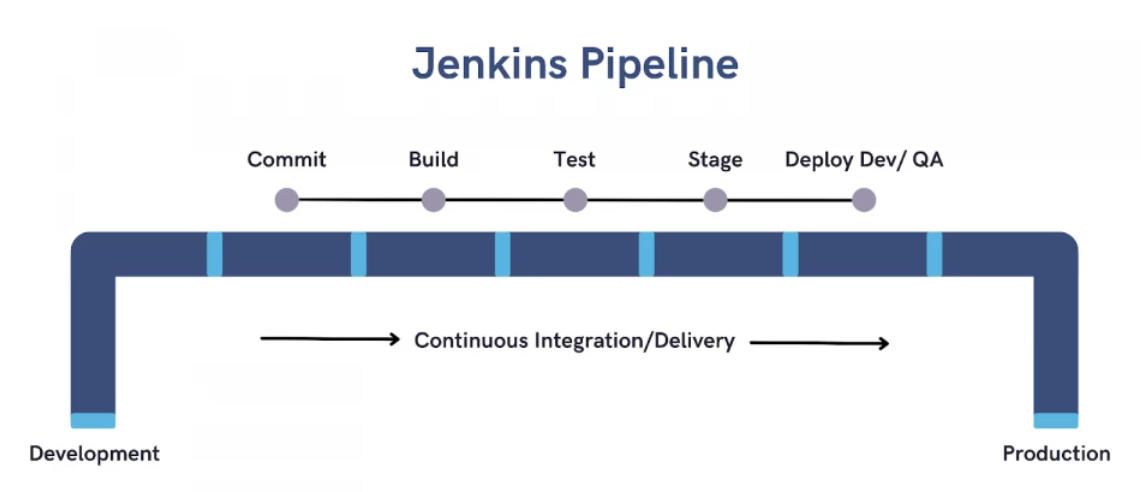 Jenkins Pipeline
Commit Build Test Stage Deploy Dev/ QA
Continuous Integration/Delivery
Development Production